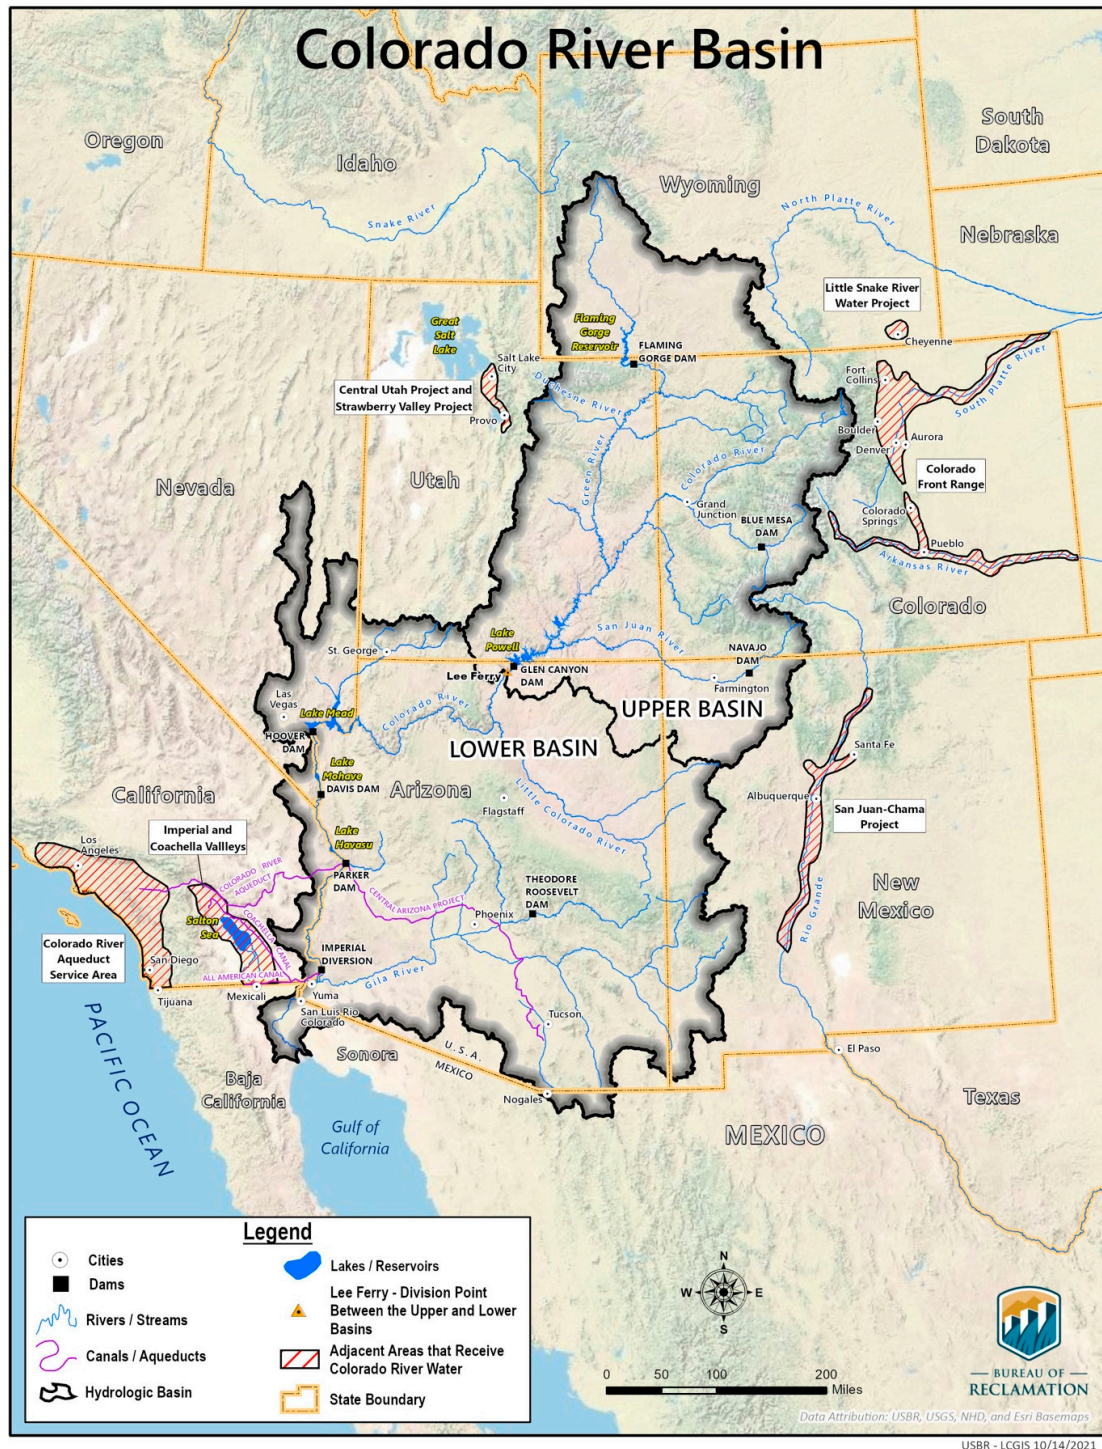 Colorado River Basin
Oregon
Idaho
South
Dakota
Wyoming
Snake River
North Platte River
Nebraska
Little Snake River
Water Project
Cheyenne
Great
Salt
Lake
Flaming
Gorge
Reservoir
FLAMING
GORGE DAM
Salt Lake
City
Central Utah Project and
Strawberry Valley Project
Provo
Duchesne River
Fort
Collins
South Platte River
Boulder
Denver
Aurora
Colorado
Front Range
Nevada
Utah
Green River
Colorado River
Grand
Junction
BLUE MESA
DAM
Colorado
Springs
Pueblo
Arkansas River
Colorado
San Juan River
Lake
Powell
St. George
Lee Ferry
GLEN CANYON
DAM
NAVAJO
DAM
Farmington
Las
Vegas
Lake Mead
Colorado River
UPPER BASIN
HOOVER
DAM
LOWER BASIN
Santa Fe
Lake
Mohave
DAVIS DAM
Arizona
California
Flagstaff
Little Colorado River
Albuquerque
San Juan-Chama
Project
Imperial and
Coachella Vallleys
Lake
Havasu
Los
Angeles
COLORADO RIVER
AQUEDUCT
PARKER
DAM
CENTRAL ARIZONA PROJECT
THEODORE
ROOSEVELT
DAM
New
Mexico
Rio Grande
Salton
Sea
COACHELLA CANAL
Phoenix
Colorado River
Aqueduct
Service Area
San Diego
IMPERIAL
DIVERSION
ALL AMERICAN CANAL
Gila River
Tijuana
Mexicali
Yuma
San Luis Rio
Colorado
Tucson
PACIFIC OCEAN
Sonora
U.S.A.
MEXICO
El Paso
Baja
California
Nogales
Texas
Gulf of
California
MEXICO
Legend
Cities
Dams
Rivers / Streams
Canals / Aqueducts
Hydrologic Basin
Lakes / Reservoirs
Lee Ferry - Division Point
Between the Upper and Lower
Basins
Adjacent Areas that Receive
Colorado River Water
State Boundary
N
W
E
S
0 50 100 200
Miles
BUREAU OF
RECLAMATION
Data Attribution: USBR, USGS, NHD, and Esri Basemaps
USBR - LCGIS 10/14/2021